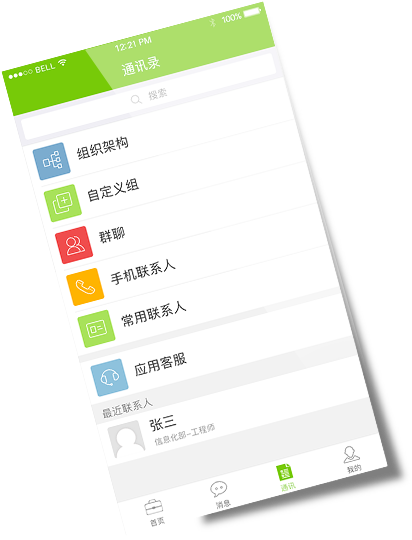 BELL
12:21 PM
100%
通讯录
搜索
组织架构
自定义组
群聊
手机联系人
常用联系人
应用客服
最近联系人
张三
信息化部-工程师
首页
消息
通讯
我的